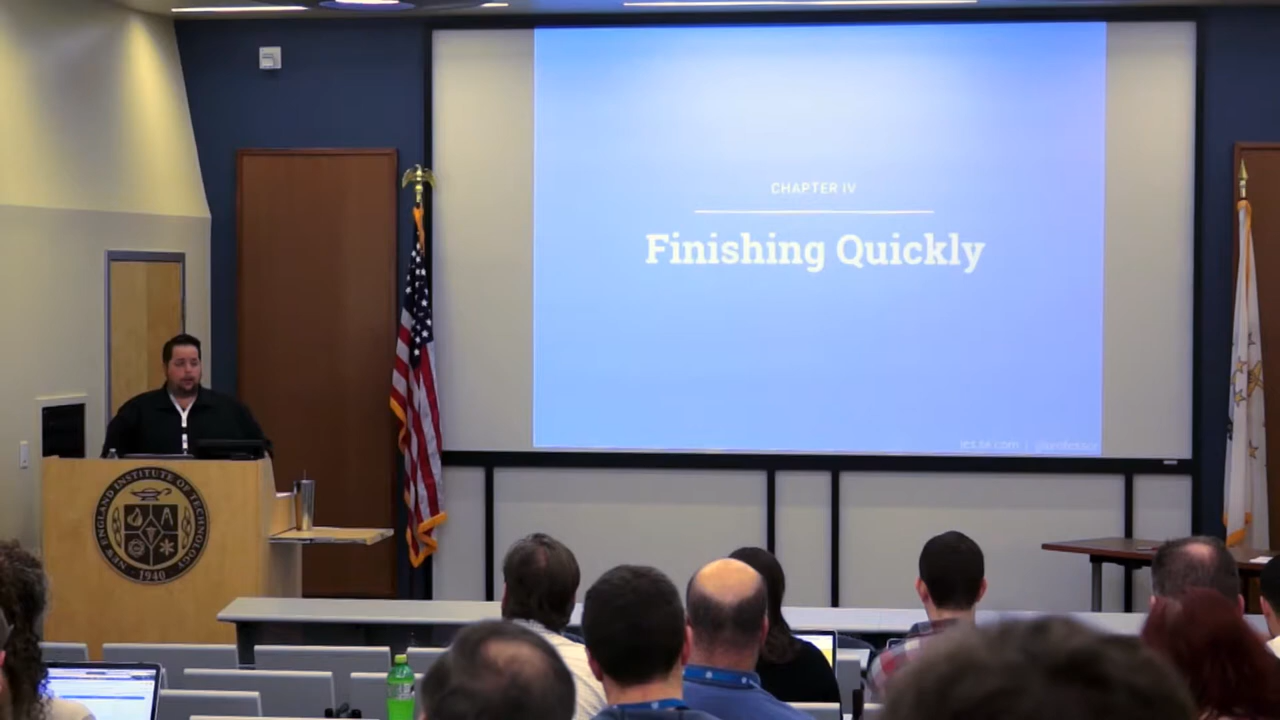 CHAPTER IV
Finishing Quickly
NEW ENGLAND INSTITUTE OF TECHNOLOGY
· 1940 ·